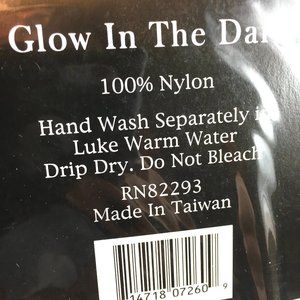 Glow In The Dar
100% Nylon
Hand Wash Separately i
Luke Warm Water
Drip Dry. Do Not Bleach
RN82293
Made In Taiwan
14718 07260 9